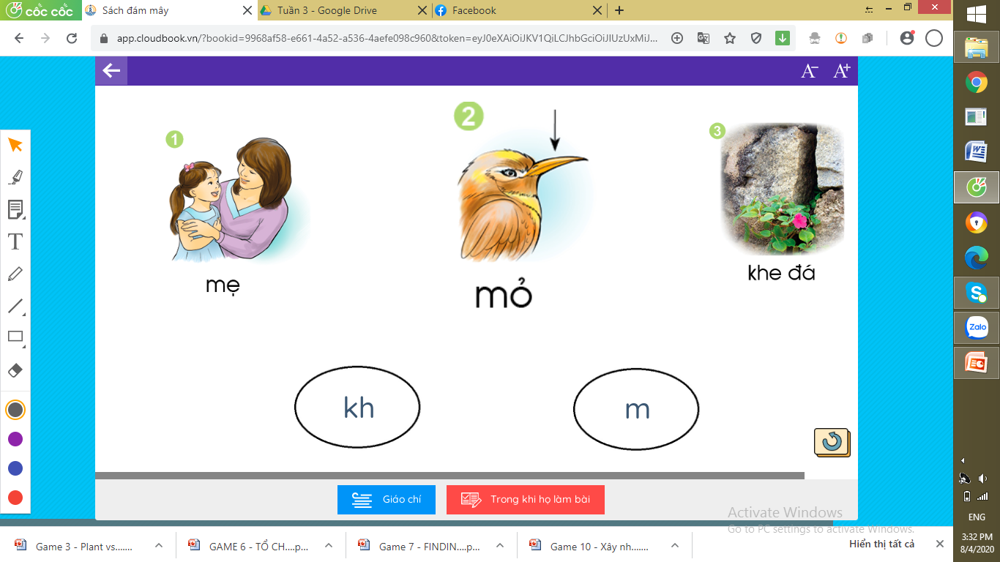 cốc cốc
Sách đám mây
Tuần 3 - Google Drive
Facebook
app.cloudbook.vn/?bookid=9968af58-e661-4a52-a536-4aefe098c960&token=eyJ0eXAiOiJKV1QiLCJhbGciOiJIUzUxMiJ...
A- A+
1
2
3
mẹ
mỏ
khe đá
kh
m
T
Giáo chí
Trong khi họ làm bài
Activate Windows
Go to PC settings to activate Windows.
Zalo
ENG
3:32 PM
8/4/2020
Game 3 - Plant vs.......
GAME 6 - TỔ CH....p...
Game 7 - FINDIN....p...
Game 10 - Xây nh.......
Hiển thị tất cả